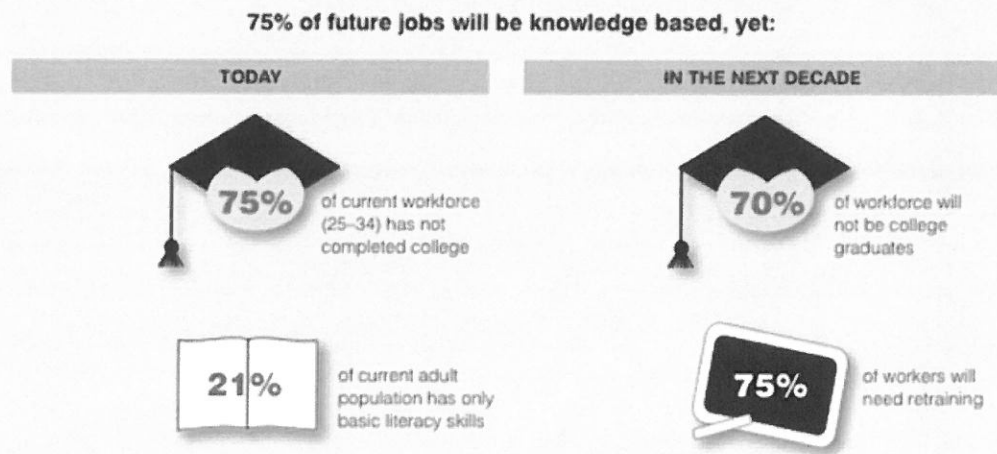 75% of future jobs will be knowledge based, yet:
TODAY
75%
of current workforce
(25–34) has not
completed college
21%
of current adult
population has only
basic literacy skills
IN THE NEXT DECADE
70%
of workforce will
not be college
graduates
75%
of workers will
need retraining